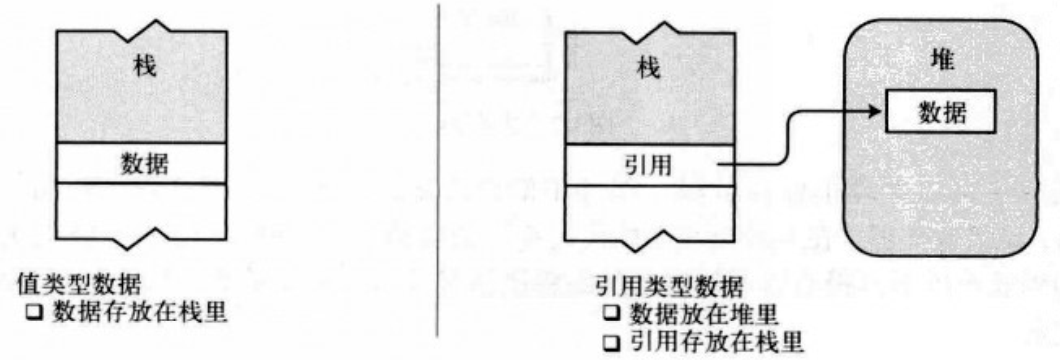 栈
数据
值类型数据
❑ 数据存放在栈里
栈
引用
堆
数据
引用类型数据
❑ 数据放在堆里
❑ 引用存放在栈里